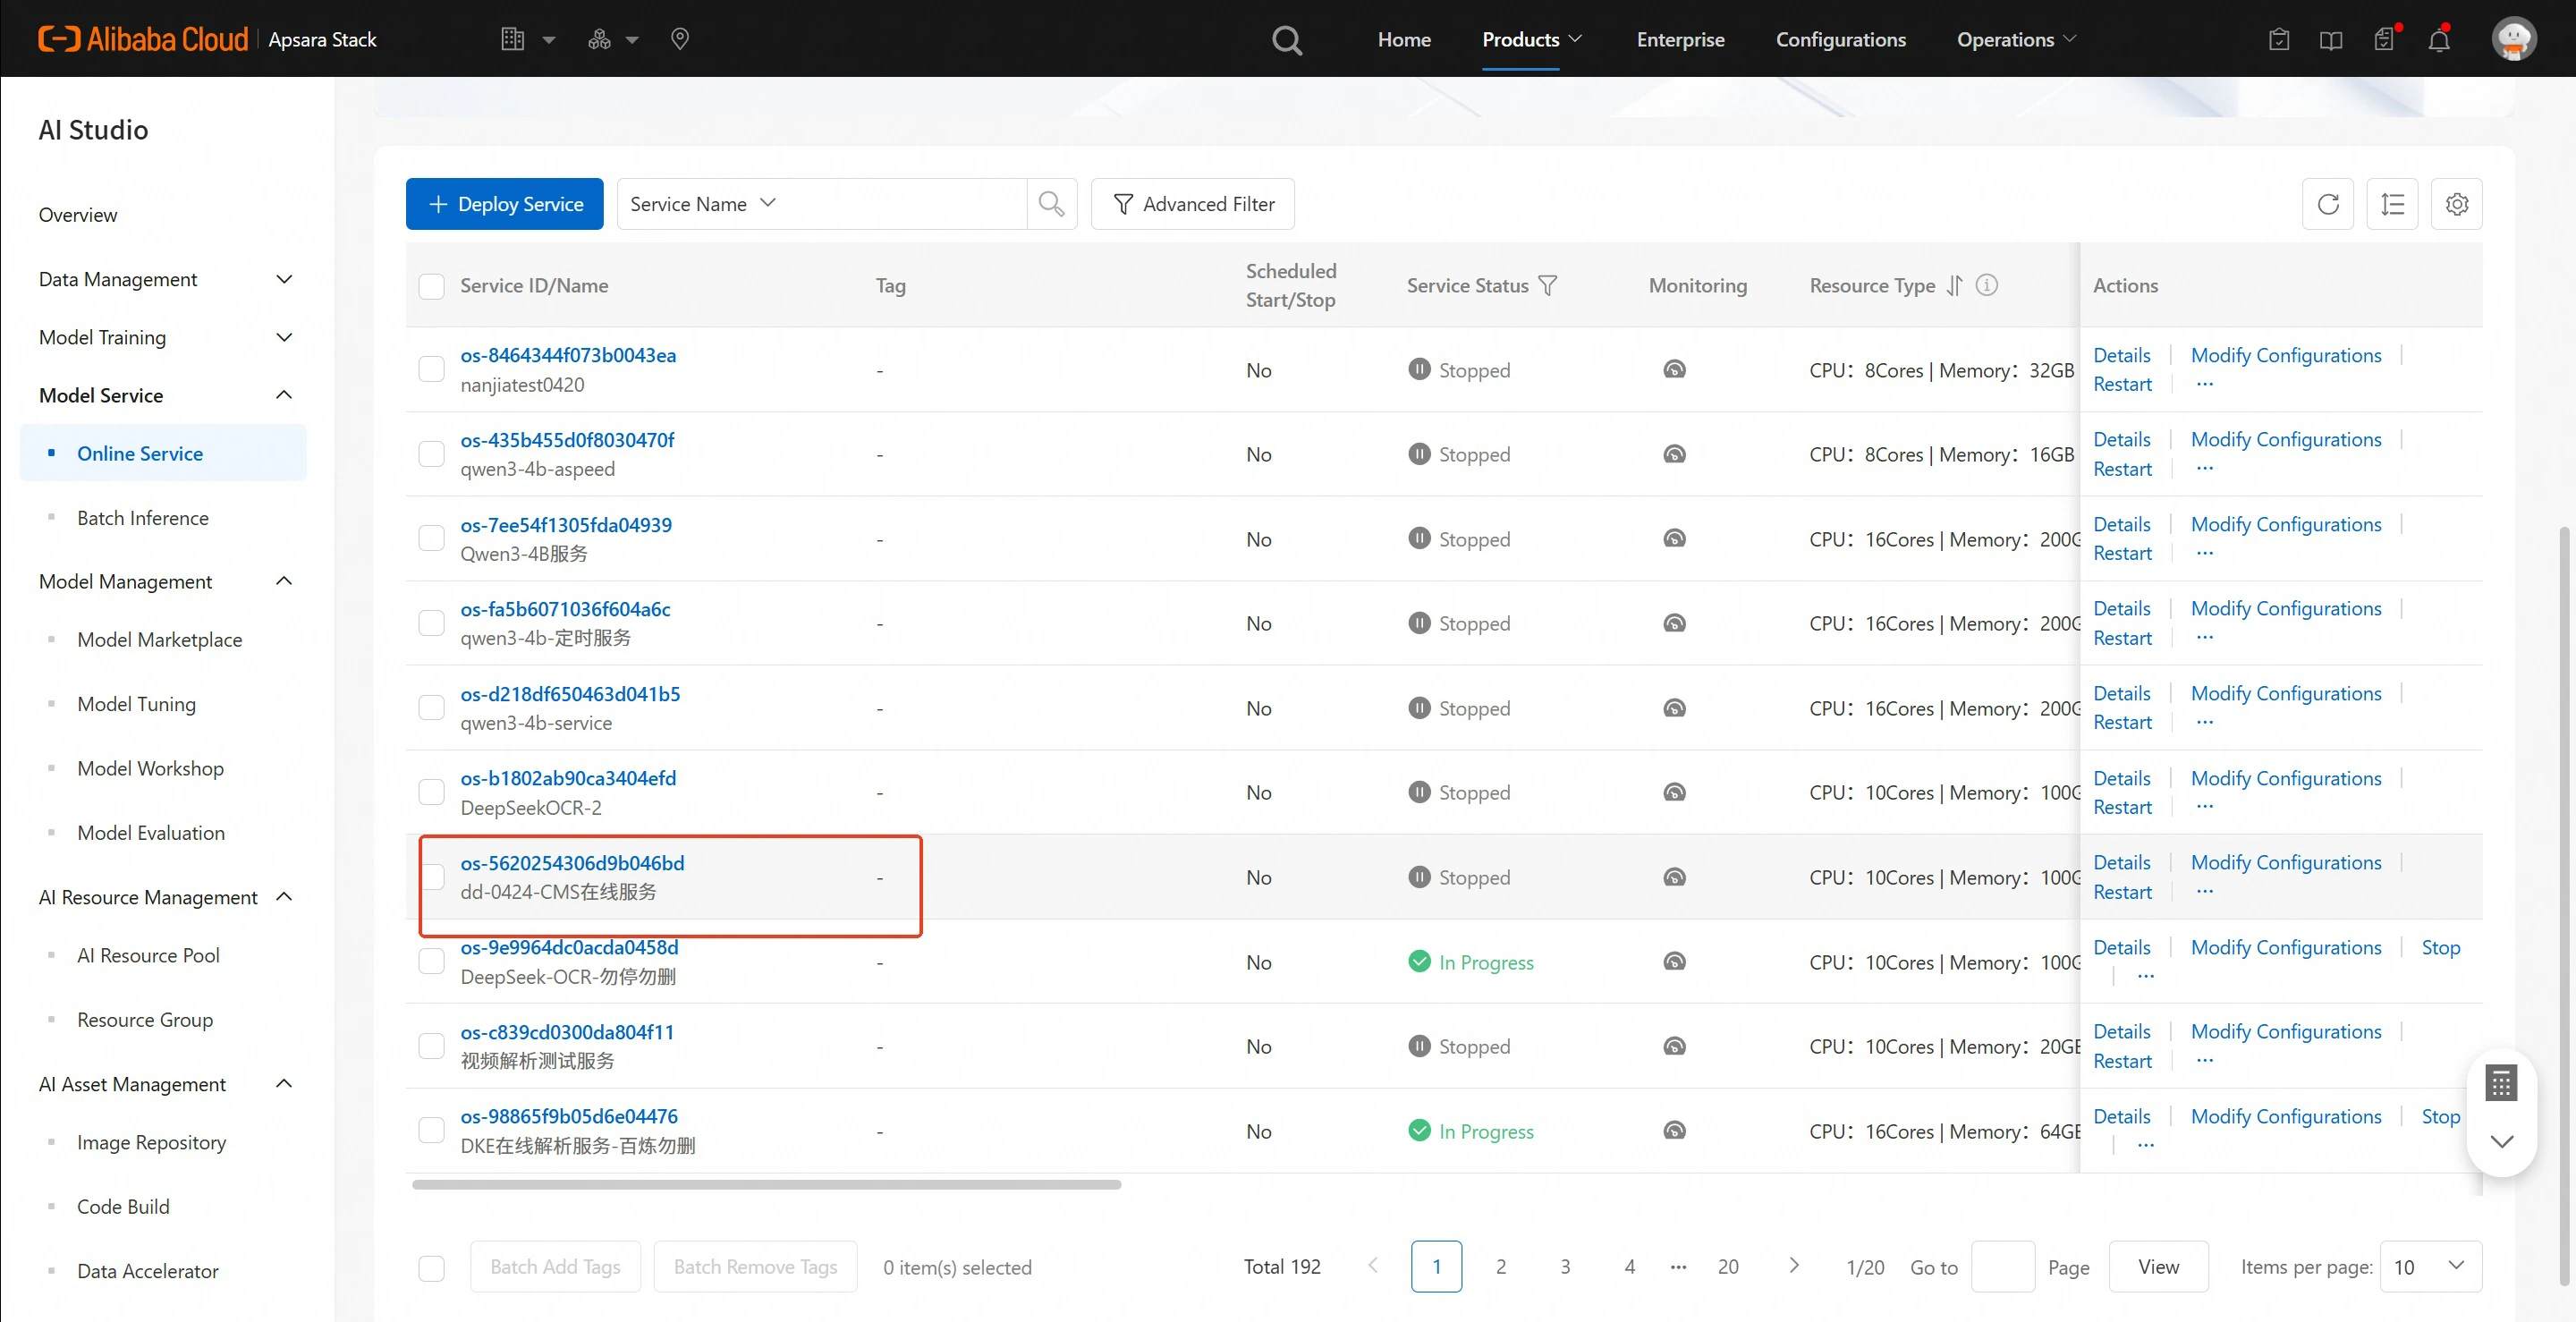 Alibaba Cloud | Apsara Stack
Home
Products
Enterprise
Configurations
Operations
AI Studio
Overview
Data Management
Model Training
Model Service
Online Service
Batch Inference
Model Management
Model Marketplace
Model Tuning
Model Workshop
Model Evaluation
AI Resource Management
AI Resource Pool
Resource Group
AI Asset Management
Image Repository
Code Build
Data Accelerator
Deploy Service
Service Name
Advanced Filter
Service ID/Name
Tag
Scheduled
Start/Stop
Service Status
Monitoring
Resource Type
Actions
os-8464344f073b0043ea
nanjiatest0420
-
No
Stopped
CPU： 8Cores | Memory： 32GB
Details
Modify Configurations
Restart
...
os-435b455d0f8030470f
qwen3-4b-aspeed
-
No
Stopped
CPU： 8Cores | Memory： 16GB
Details
Modify Configurations
Restart
...
os-7ee54f1305fda04939
Qwen3-4B服务
-
No
Stopped
CPU： 16Cores | Memory： 200G
Details
Modify Configurations
Restart
...
os-fa5b6071036f604a6c
qwen3-4b-定时服务
-
No
Stopped
CPU： 16Cores | Memory： 200G
Details
Modify Configurations
Restart
...
os-d218df650463d041b5
qwen3-4b-service
-
No
Stopped
CPU： 16Cores | Memory： 200G
Details
Modify Configurations
Restart
...
os-b1802ab90ca3404efd
DeepSeekOCR-2
-
No
Stopped
CPU： 10Cores | Memory： 100G
Details
Modify Configurations
Restart
...
os-5620254306d9b046bd
dd-0424-CMS在线服务
-
No
Stopped
CPU： 10Cores | Memory： 100G
Details
Modify Configurations
Restart
...
os-9e9964dc0acda0458d
DeepSeek-OCR-勿停勿删
-
No
In Progress
CPU： 10Cores | Memory： 100G
Details
Modify Configurations
Stop
...
os-c839cd0300da804f11
视频解析测试服务
-
No
Stopped
CPU： 10Cores | Memory： 20GB
Details
Modify Configurations
Restart
...
os-98865f9b05d6e04476
DKE在线解析服务-百炼勿删
-
No
In Progress
CPU： 16Cores | Memory： 64GB
Details
Modify Configurations
Stop
...
Batch Add Tags
Batch Remove Tags
0 item(s) selected
Total 192
1
2
3
4
...
20
1/20
Go to
Page
View
Items per page:
10